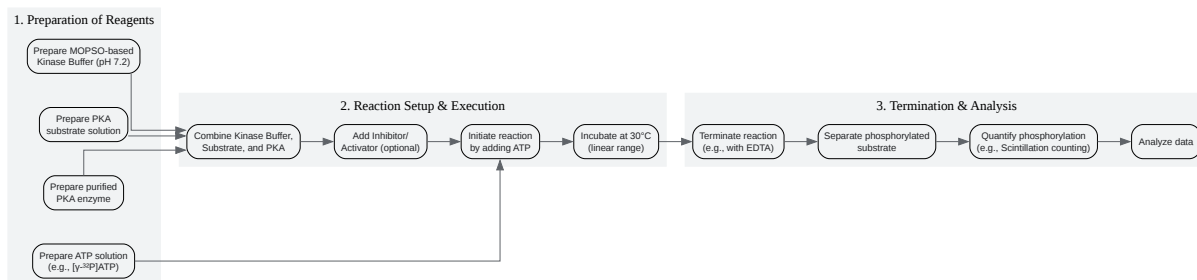 1. Preparation of Reagents
Prepare MOPSO-based
Kinase Buffer (pH 7.2)
Prepare PKA
substrate solution
Prepare purified
PKA enzyme
Prepare ATP solution
(e.g., [γ-³²P]ATP)
2. Reaction Setup & Execution
Combine Kinase Buffer,
Substrate, and PKA
Add Inhibitor/
Activator (optional)
Initiate reaction
by adding ATP
Incubate at 30°C
(linear range)
3. Termination & Analysis
Terminate reaction
(e.g., with EDTA)
Separate phosphorylated
substrate
Quantify phosphorylation
(e.g., Scintillation counting)
Analyze data